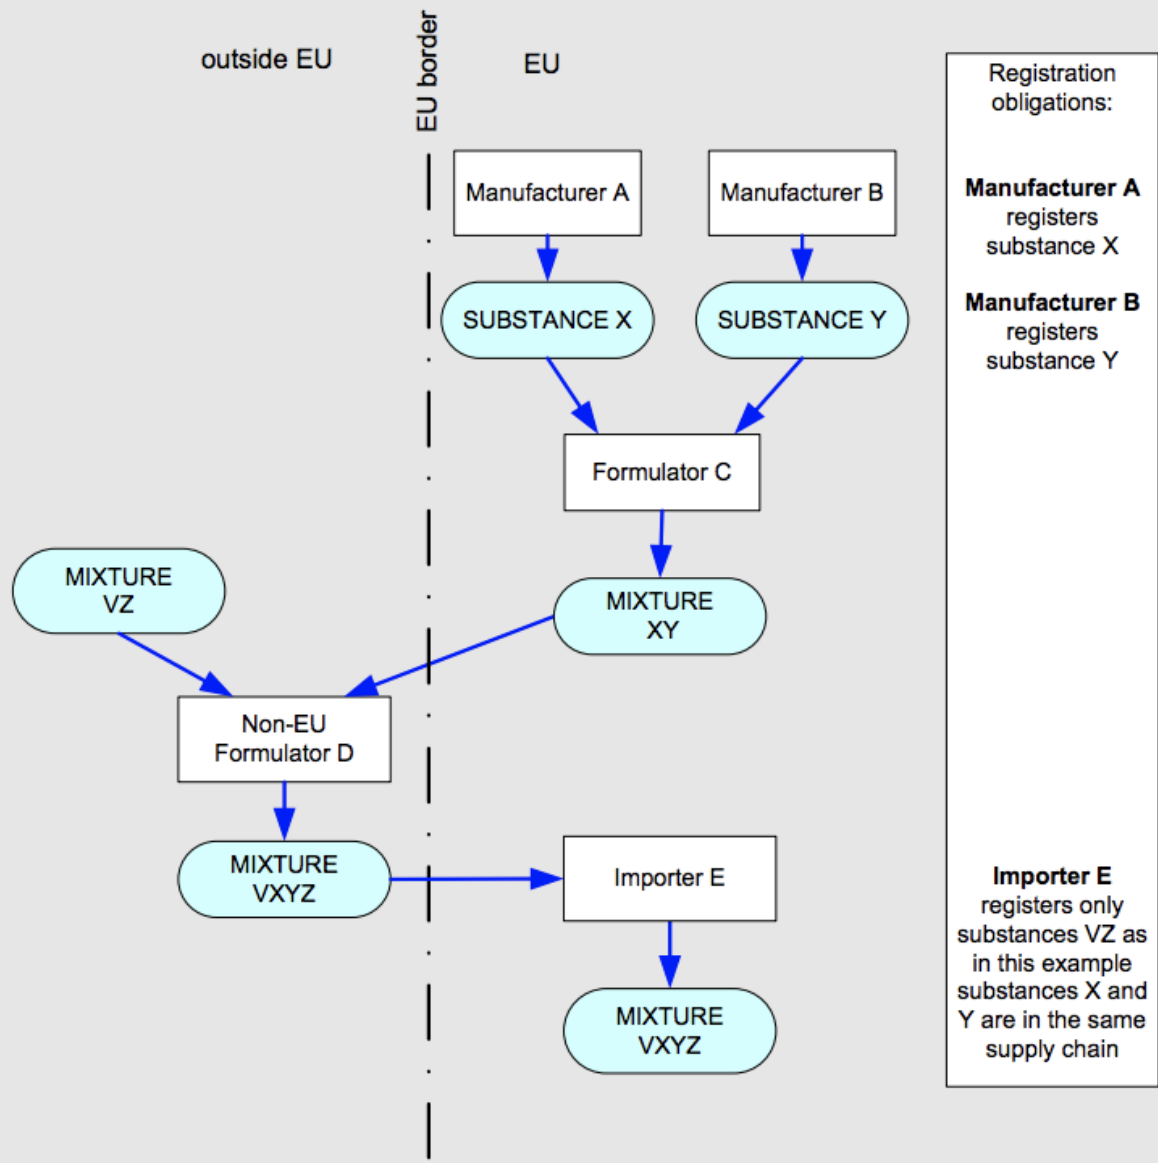 outside EU
EU border
EU
Manufacturer A
Manufacturer B
SUBSTANCE X
SUBSTANCE Y
Formulator C
MIXTURE
VZ
MIXTURE
XY
Non-EU
Formulator D
MIXTURE
VXYZ
Importer E
MIXTURE
VXYZ
Registration
obligations:
Manufacturer A
registers
substance X
Manufacturer B
registers
substance Y
Importer E
registers only
substances VZ as
in this example
substances X and
Y are in the same
supply chain